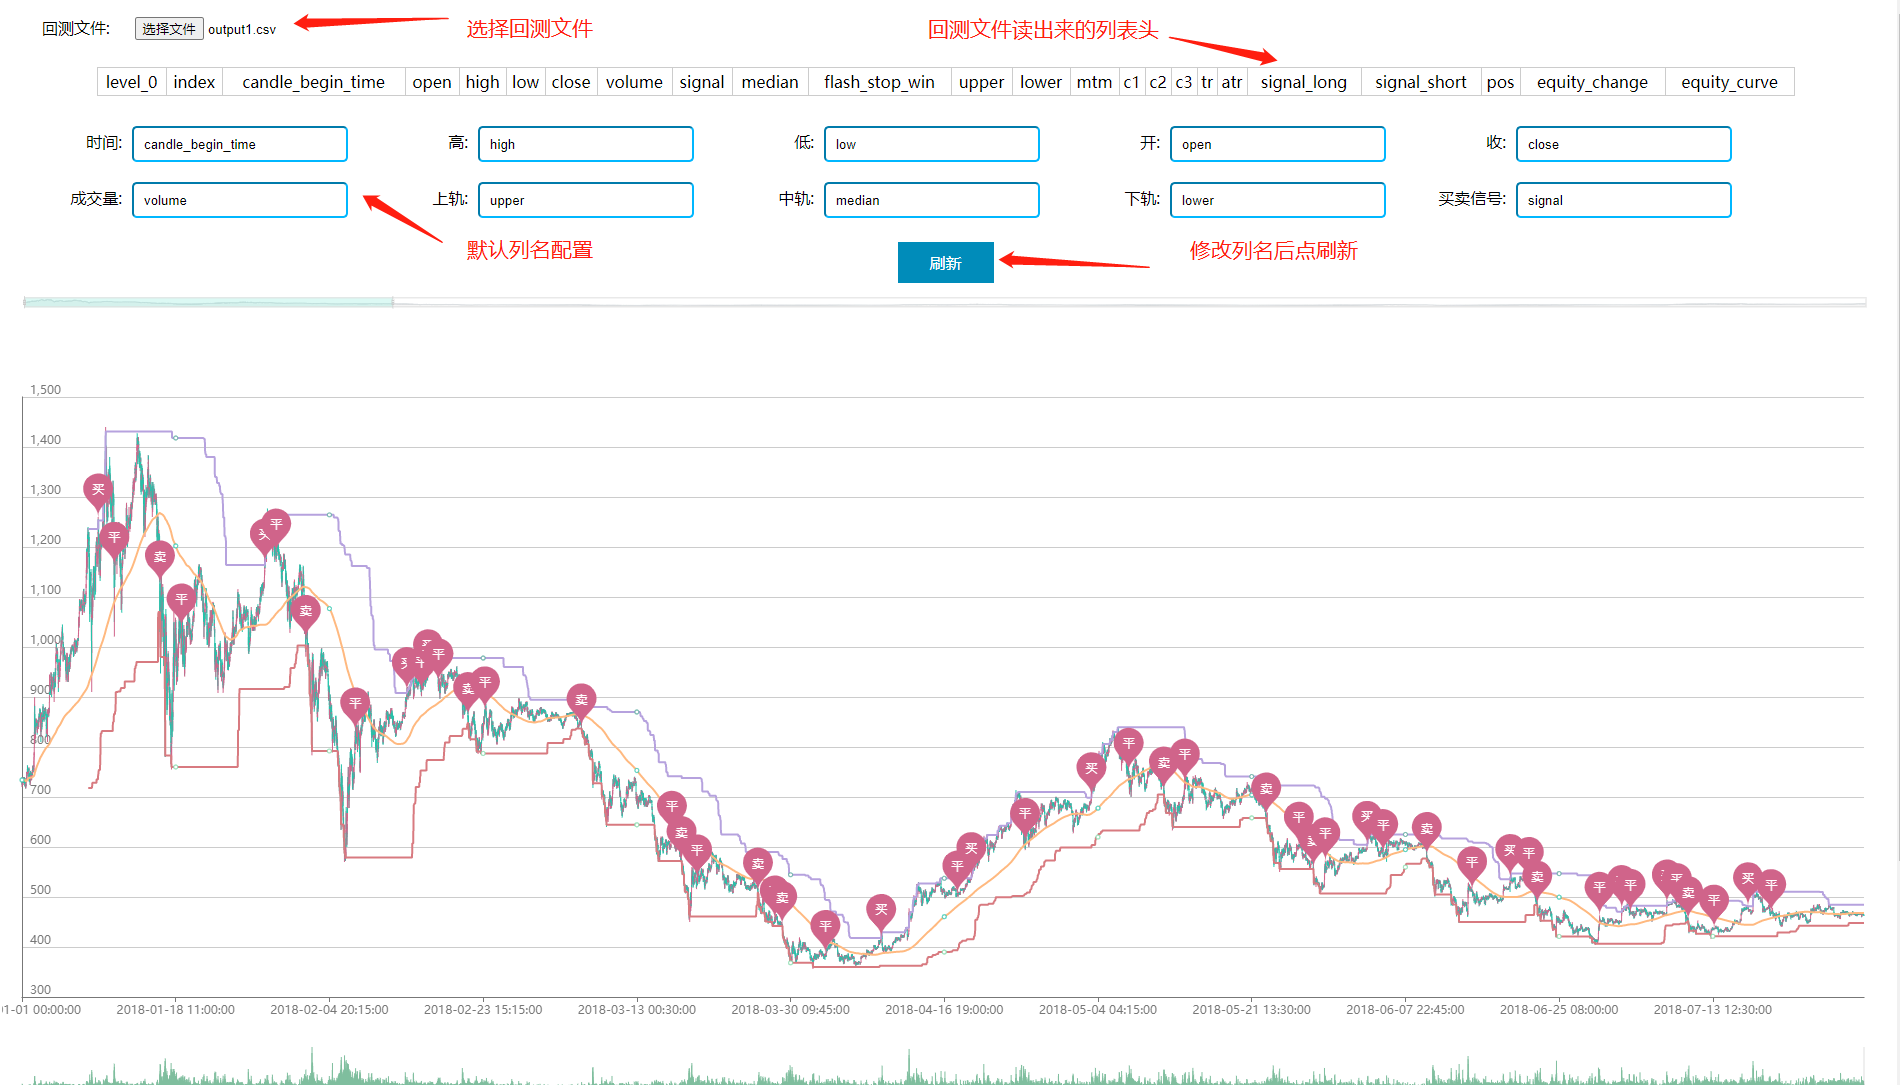 回测文件: 选择文件 output1.csv 选择回测文件 回测文件读出来的列表头
level_0 index candle_begin_time open high low close volume signal median flash_stop_win upper lower mtm c1 c2 c3 tr atr signal_long signal_short pos equity_change equity_curve
时间: candle_begin_time 高: high 低: low 开: open 收: close
成交量: volume 上轨: upper 中轨: median 下轨: lower 买卖信号: signal
默认列名配置 刷新 修改列名后点刷新
1,500
1,400
1,300
1,200
1,100
1,000
900
800
700
600
500
400
300
买
平
卖
平
平
卖
平
买
平
卖
平
卖
平
卖
平
卖
卖
平
买
平
买
平
买
平
卖
平
卖
平
平
平
卖
平
买
平
卖
平
平
平
卖
平
买
平
00:00:00 2018-01-18 11:00:00 2018-02-04 20:15:00 2018-02-23 15:15:00 2018-03-13 00:30:00 2018-03-30 09:45:00 2018-04-16 19:00:00 2018-05-04 04:15:00 2018-05-21 13:30:00 2018-06-07 22:45:00 2018-06-25 08:00:00 2018-07-13 12:30:00